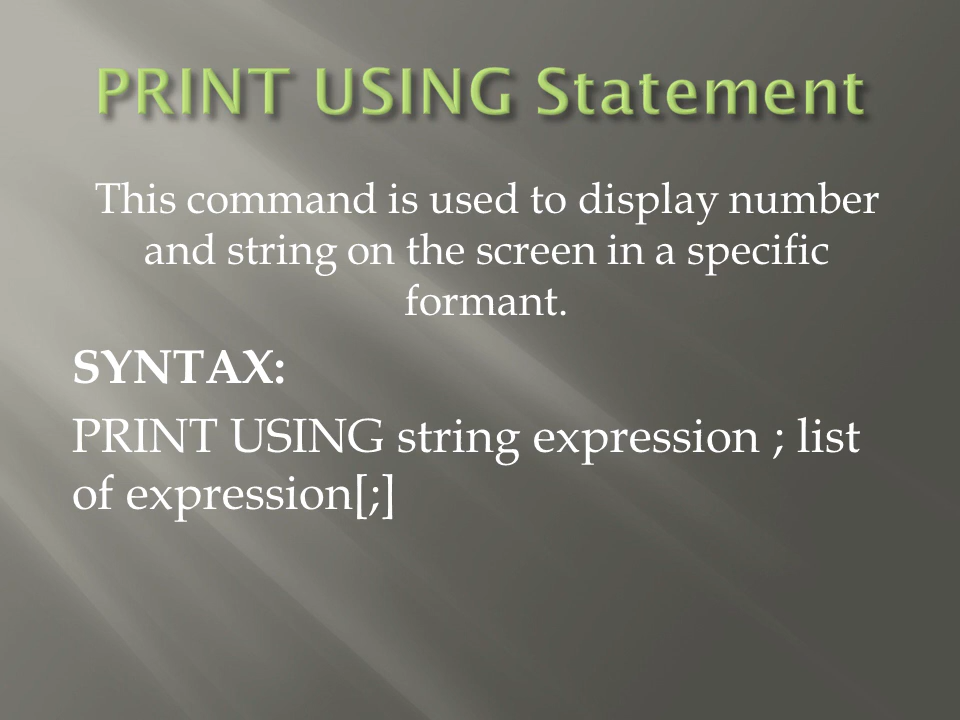 PRINT USING Statement
This command is used to display number
and string on the screen in a specific
formant.
SYNTAX:
PRINT USING string expression ; list
of expression[;]